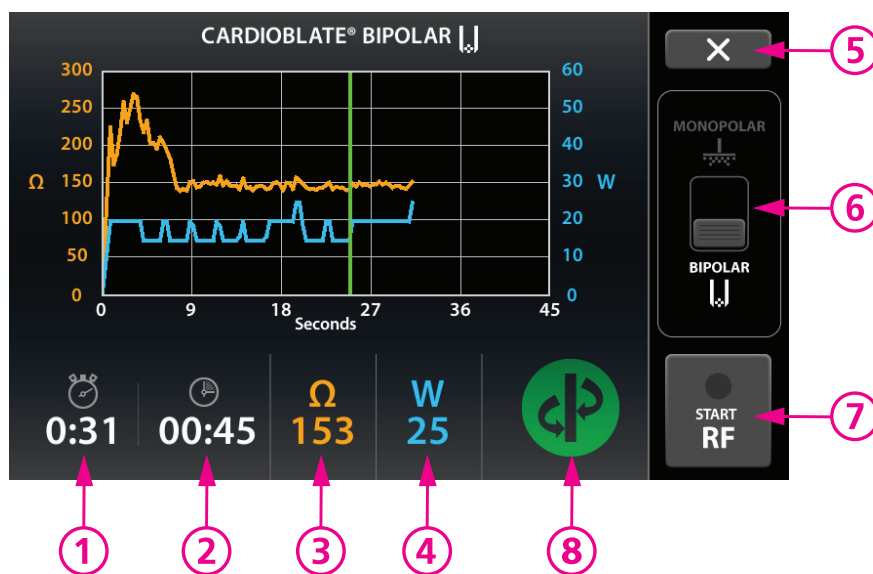 CARDIOBLATE® BIPOLAR
300
250
200
150
100
50
0
Ω
60
50
40
30
20
10
0
W
0 9 18 27 36 45
Seconds
0:31
00:45
Ω
153
W
25
MONOPOLAR
BIPOLAR
START
RF
5
6
7
1 2 3 4 8